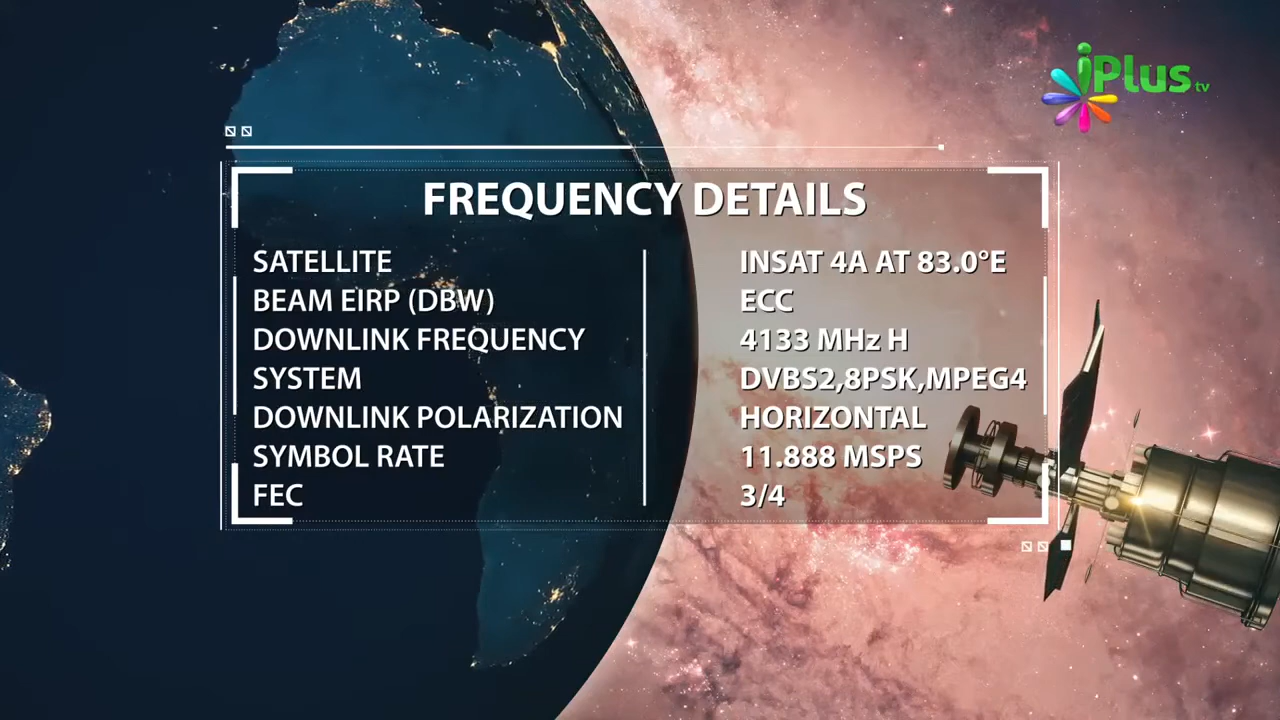 iPlus tv
FREQUENCY DETAILS
SATELLITE INSAT 4A AT 83.0°E
BEAM EIRP (DBW) ECC
DOWNLINK FREQUENCY 4133 MHz H
SYSTEM DVBS2,8PSK,MPEG4
DOWNLINK POLARIZATION HORIZONTAL
SYMBOL RATE 11.888 MSPS
FEC 3/4